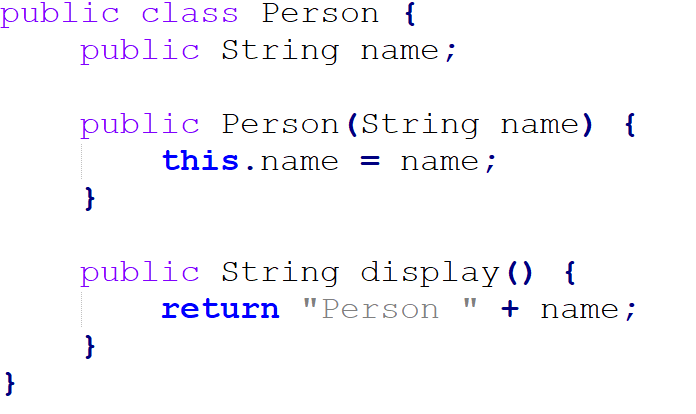 public class Person {
    public String name;

    public Person(String name) {
        this.name = name;
    }

    public String display() {
        return "Person " + name;
    }
}